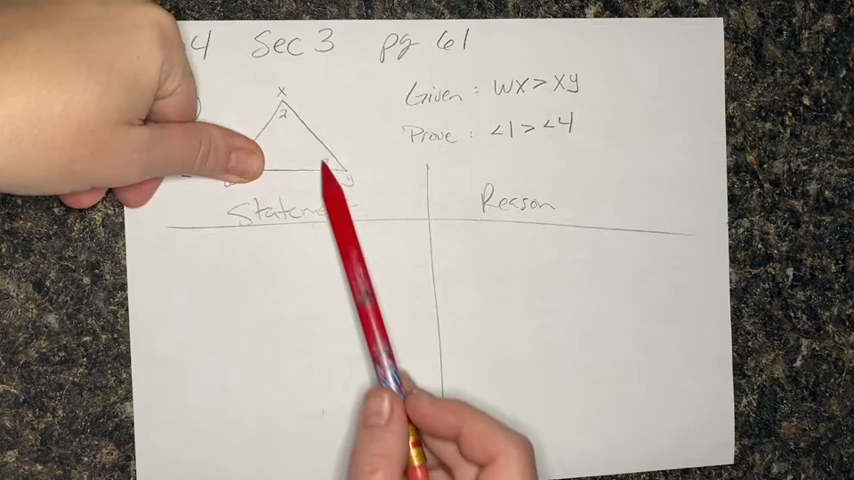 4 Sec 3 pg 61
Given : WX > XY
Prove : <1 > <4
X
2
y
Reason